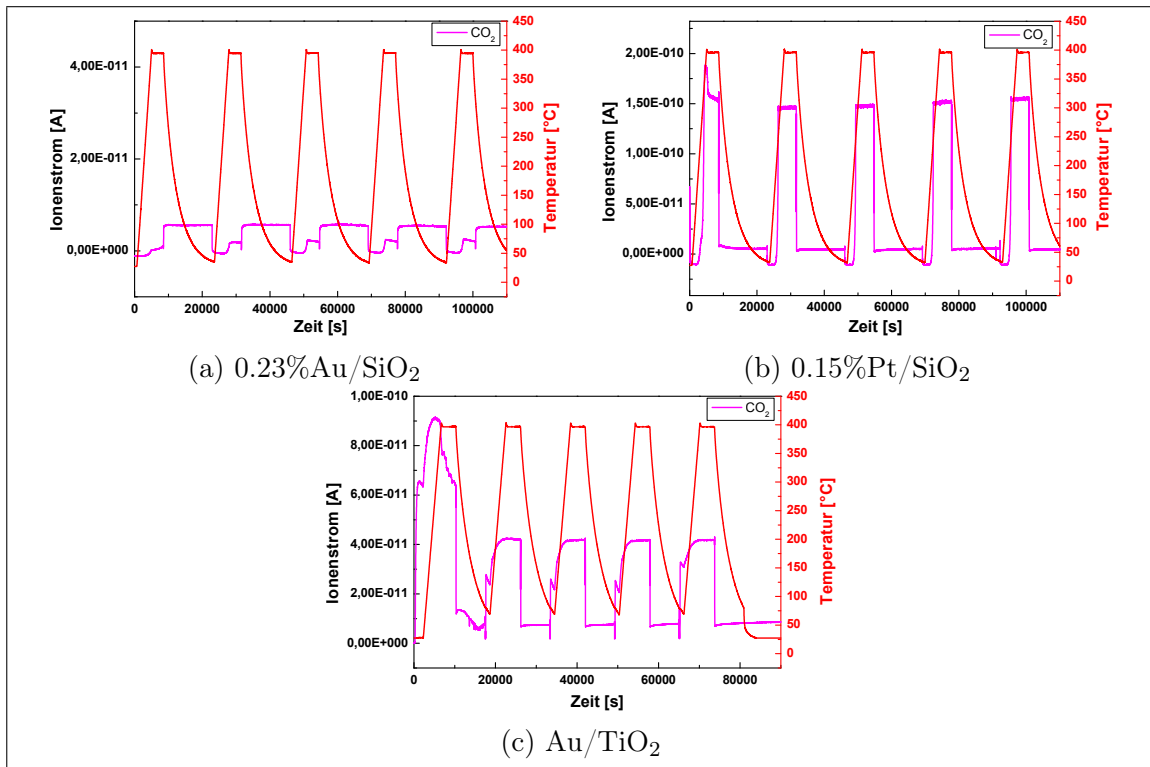 CO2
Ionenstrom [A]
4,00E-011
2,00E-011
0,00E+000
450
400
350
300
250
200
150
100
50
0
Temperatur [°C]
0 20000 40000 60000 80000 100000
Zeit [s]
(a) 0.23%Au/SiO2
CO2
Ionenstrom [A]
2,00E-010
1,50E-010
1,00E-010
5,00E-011
0,00E+000
450
400
350
300
250
200
150
100
50
0
Temperatur [°C]
0 20000 40000 60000 80000 100000
Zeit [s]
(b) 0.15%Pt/SiO2
CO2
Ionenstrom [A]
1,00E-010
8,00E-011
6,00E-011
4,00E-011
2,00E-011
0,00E+000
450
400
350
300
250
200
150
100
50
0
Temperatur [°C]
0 20000 40000 60000 80000
Zeit [s]
(c) Au/TiO2